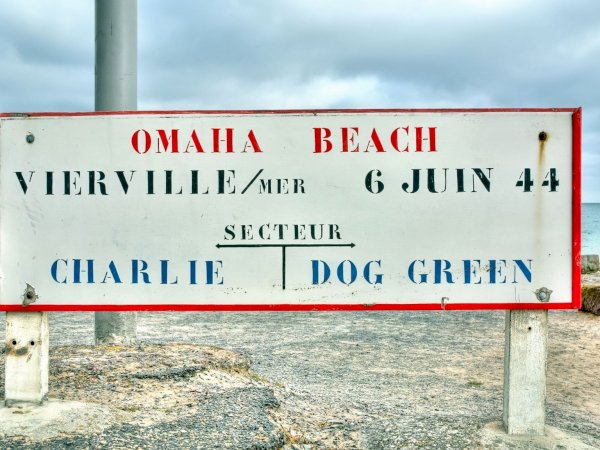 OMAHA BEACH
VIERVILLE/MER 6 JUIN 44
SECTEUR
CHARLIE DOG GREEN